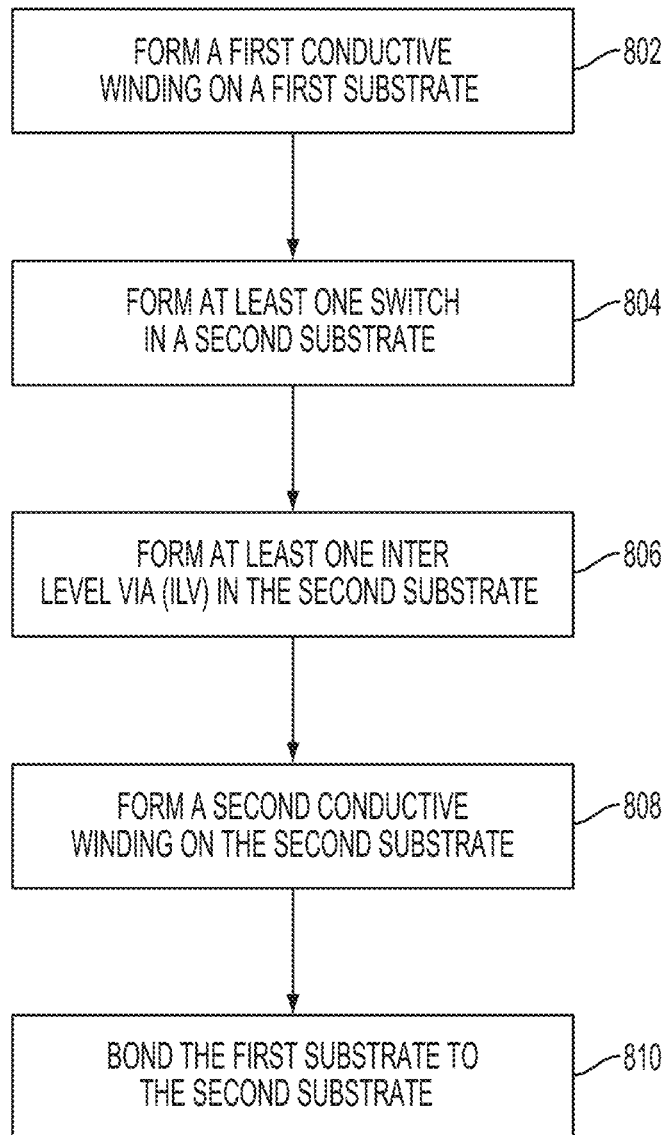 FORM A FIRST CONDUCTIVE
WINDING ON A FIRST SUBSTRATE
802
FORM AT LEAST ONE SWITCH
IN A SECOND SUBSTRATE
804
FORM AT LEAST ONE INTER
LEVEL VIA (ILV) IN THE SECOND SUBSTRATE
806
FORM A SECOND CONDUCTIVE
WINDING ON THE SECOND SUBSTRATE
808
BOND THE FIRST SUBSTRATE TO
THE SECOND SUBSTRATE
810